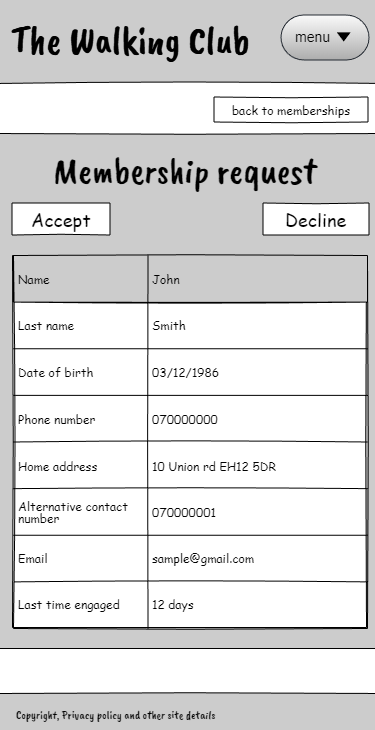 The Walking Club
menu
back to memberships
Membership request
Accept
Decline
Name
John
Last name
Smith
Date of birth
03/12/1986
Phone number
070000000
Home address
10 Union rd EH12 5DR
Alternative contact
number
070000001
Email
sample@gmail.com
Last time engaged
12 days
Copyright, Privacy policy and other site details